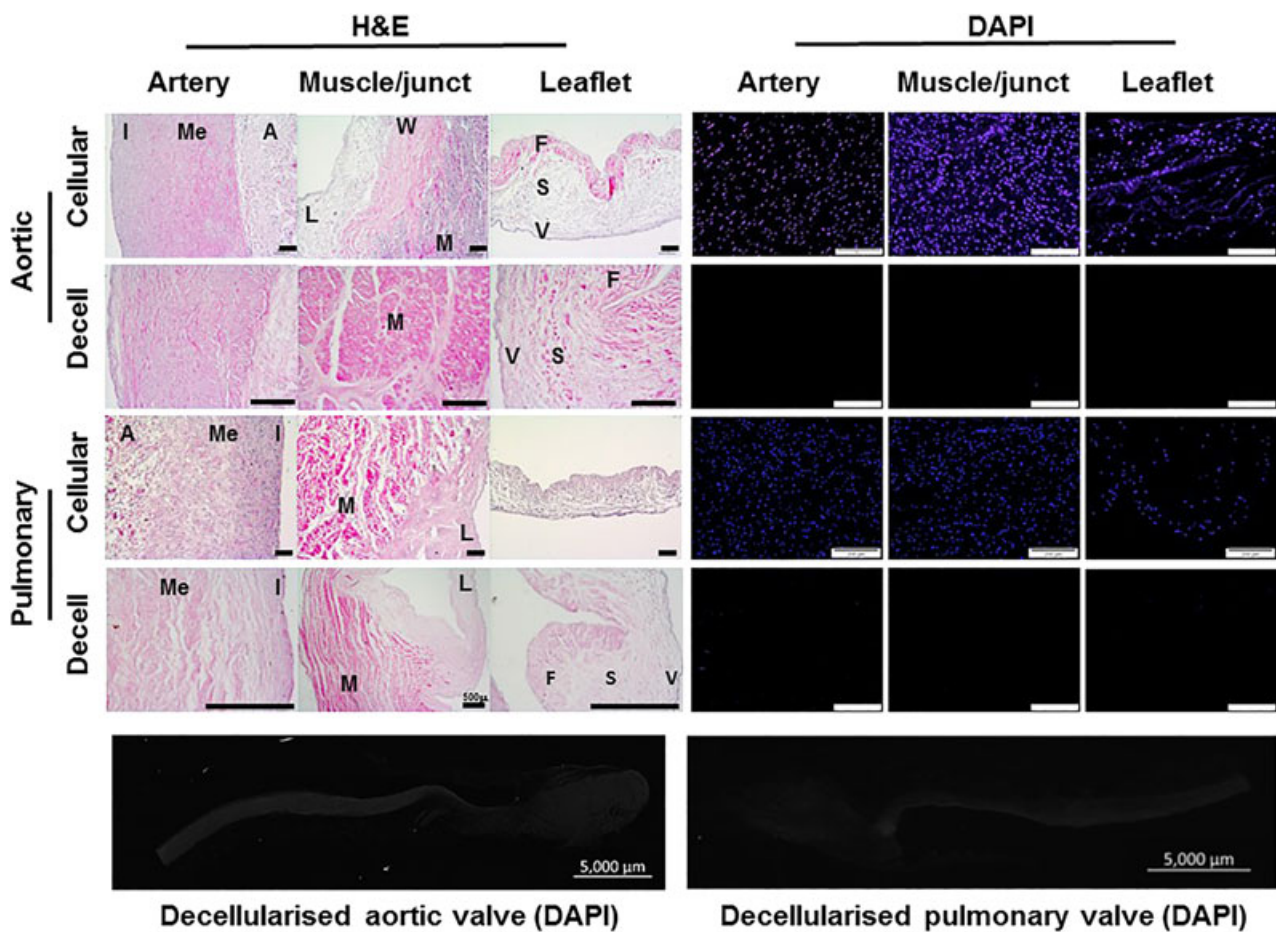 H&E
DAPI
Artery
Muscle/junct
Leaflet
Artery
Muscle/junct
Leaflet
Aortic
Cellular
I
Me
A
W
L
M
F
S
V
Decell
M
F
V
S
Pulmonary
Cellular
A
Me
I
M
L
Decell
Me
I
L
M
500µ
F
S
V
5,000 µm
5,000 µm
Decellularised aortic valve (DAPI)
Decellularised pulmonary valve (DAPI)